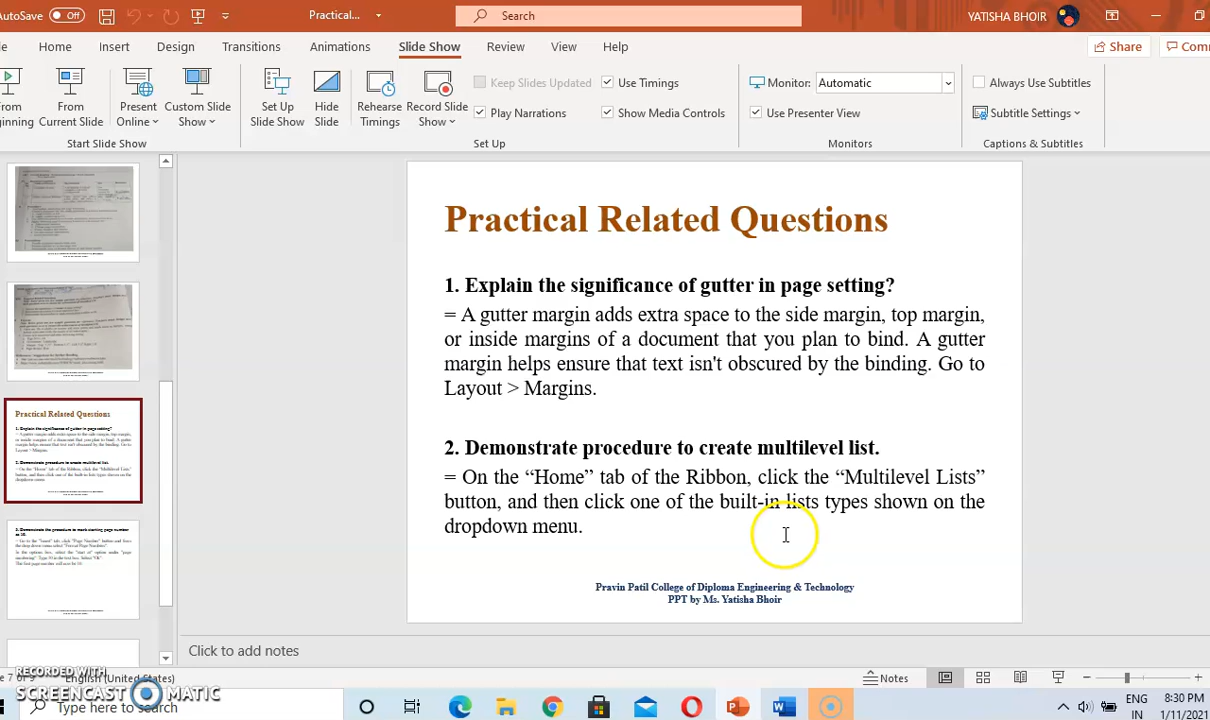 AutoSave Off Practical... Search YATISHA BHOIR
Home Insert Design Transitions Animations Slide Show Review View Help Share
From Current Slide
Present Online
Custom Slide Show
Set Up Slide Show
Hide Slide
Rehearse Timings
Record Slide Show
Keep Slides Updated
Play Narrations
Use Timings
Show Media Controls
Monitor: Automatic
Use Presenter View
Always Use Subtitles
Subtitle Settings
Start Slide Show Set Up Monitors Captions & Subtitles
Practical Related Questions
1. Explain the significance of gutter in page setting?
= A gutter margin adds extra space to the side margin, top margin,
or inside margins of a document that you plan to bind. A gutter
margin helps ensure that text isn't obscured by the binding. Go to
Layout > Margins.
2. Demonstrate procedure to create multilevel list.
= On the “Home” tab of the Ribbon, click the “Multilevel Lists”
button, and then click one of the built-in lists types shown on the
dropdown menu.
Pravin Patil College of Diploma Engineering & Technology
PPT by Ms. Yatisha Bhoir
Click to add notes
RECORDED WITH
SCREENCAST MATIC
English (India)
Notes
Type here to search
ENG
IN
8:30 PM
1/11/2021